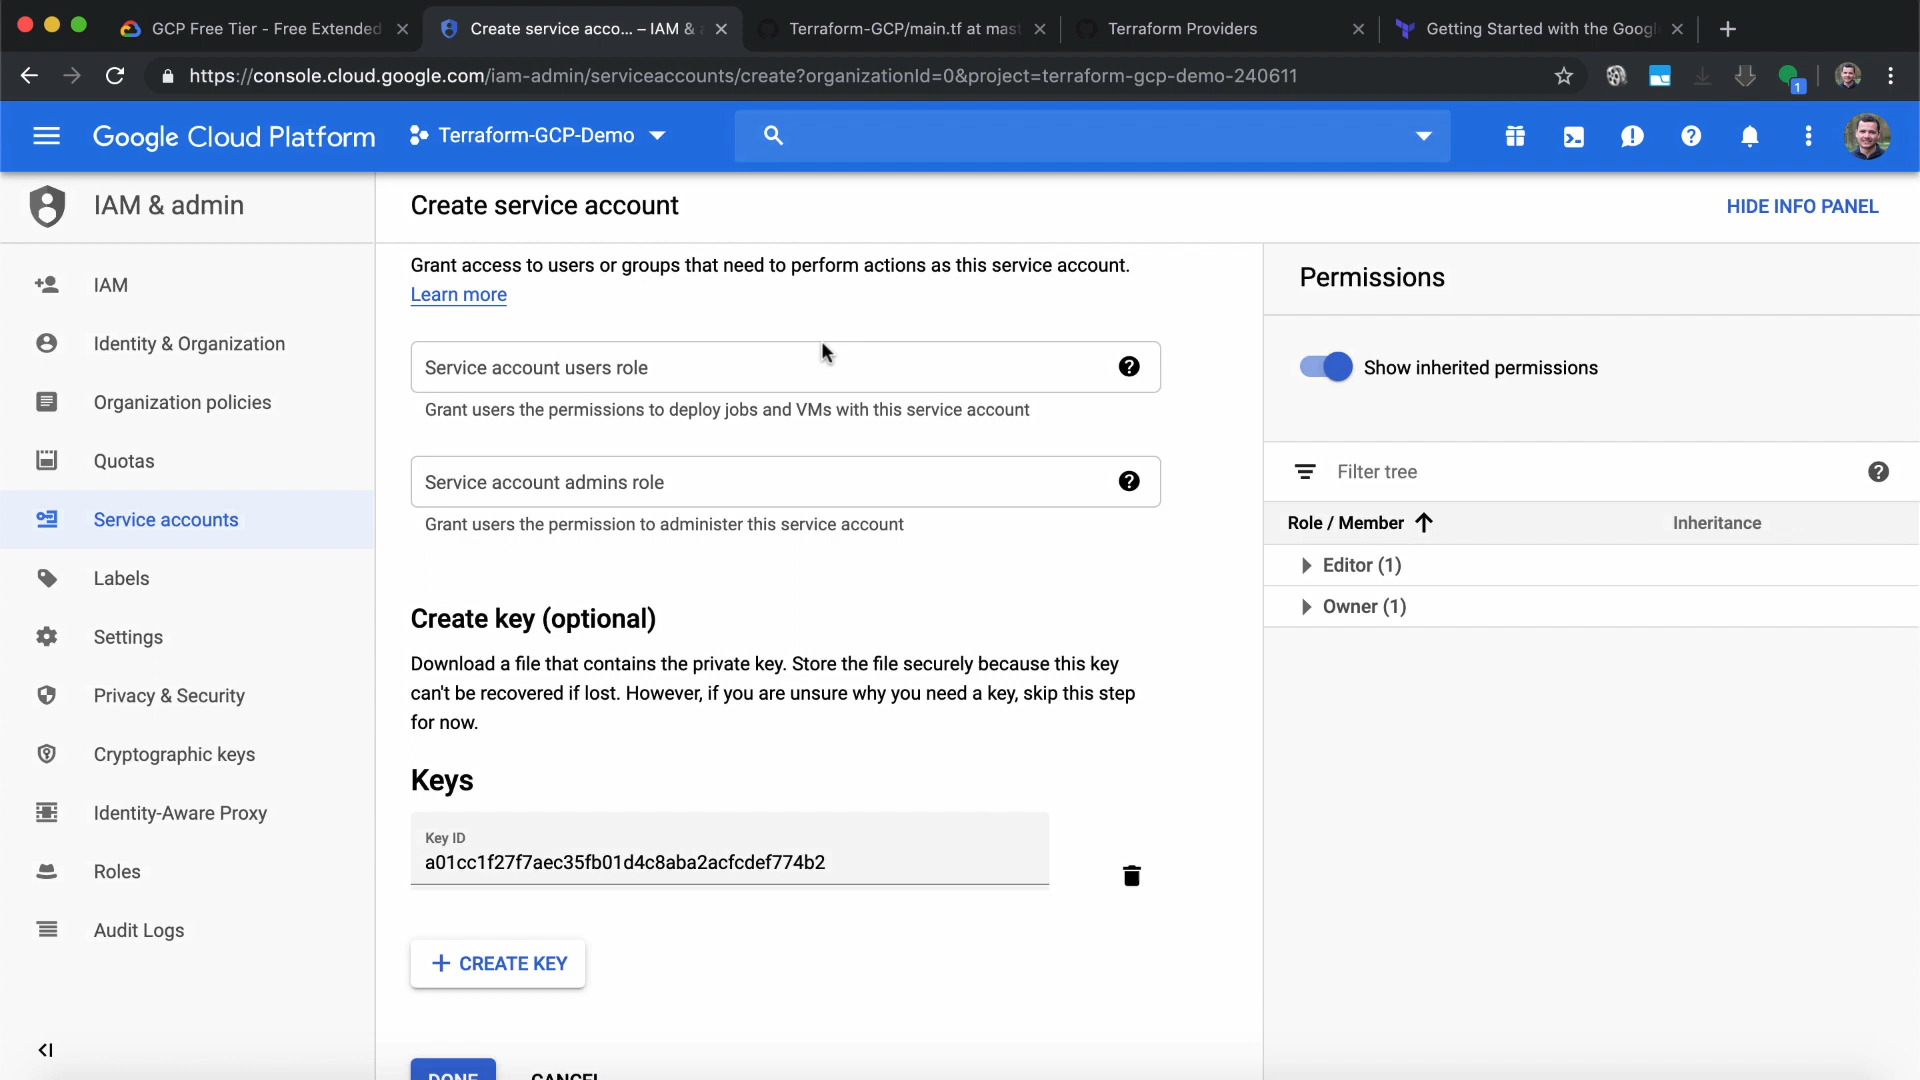 GCP Free Tier - Free Extended
Create service acco... – IAM & a
Terraform-GCP/main.tf at mast
Terraform Providers
Getting Started with the Googl
https://console.cloud.google.com/iam-admin/serviceaccounts/create?organizationId=0&project=terraform-gcp-demo-240611
1
Google Cloud Platform
Terraform-GCP-Demo
IAM & admin
Create service account
HIDE INFO PANEL
IAM
Identity & Organization
Organization policies
Quotas
Service accounts
Labels
Settings
Privacy & Security
Cryptographic keys
Identity-Aware Proxy
Roles
Audit Logs
Grant access to users or groups that need to perform actions as this service account.
Learn more
Service account users role
Grant users the permissions to deploy jobs and VMs with this service account
Service account admins role
Grant users the permission to administer this service account
Create key (optional)
Download a file that contains the private key. Store the file securely because this key
can't be recovered if lost. However, if you are unsure why you need a key, skip this step
for now.
Keys
Key ID
a01cc1f27f7aec35fb01d4c8aba2acfcdef774b2
CREATE KEY
DONE
CANCEL
Permissions
Show inherited permissions
Filter tree
Role / Member
Inheritance
Editor (1)
Owner (1)